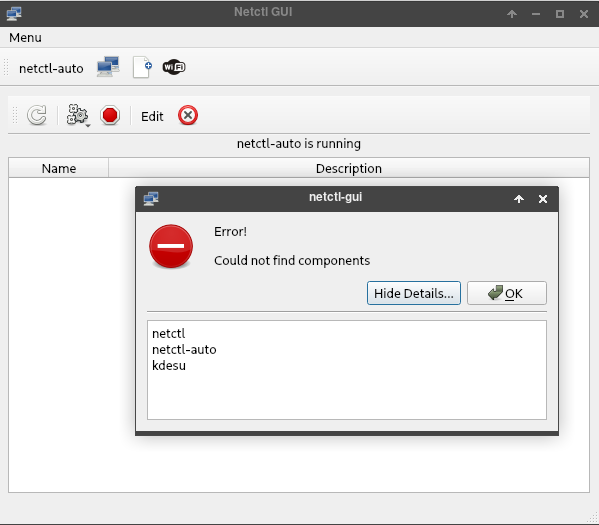 Netctl GUI
Menu
netctl-auto
WiFi
Edit
netctl-auto is running
Name Description
netctl-gui
Error!
Could not find components
Hide Details... OK
netctl
netctl-auto
kdesu